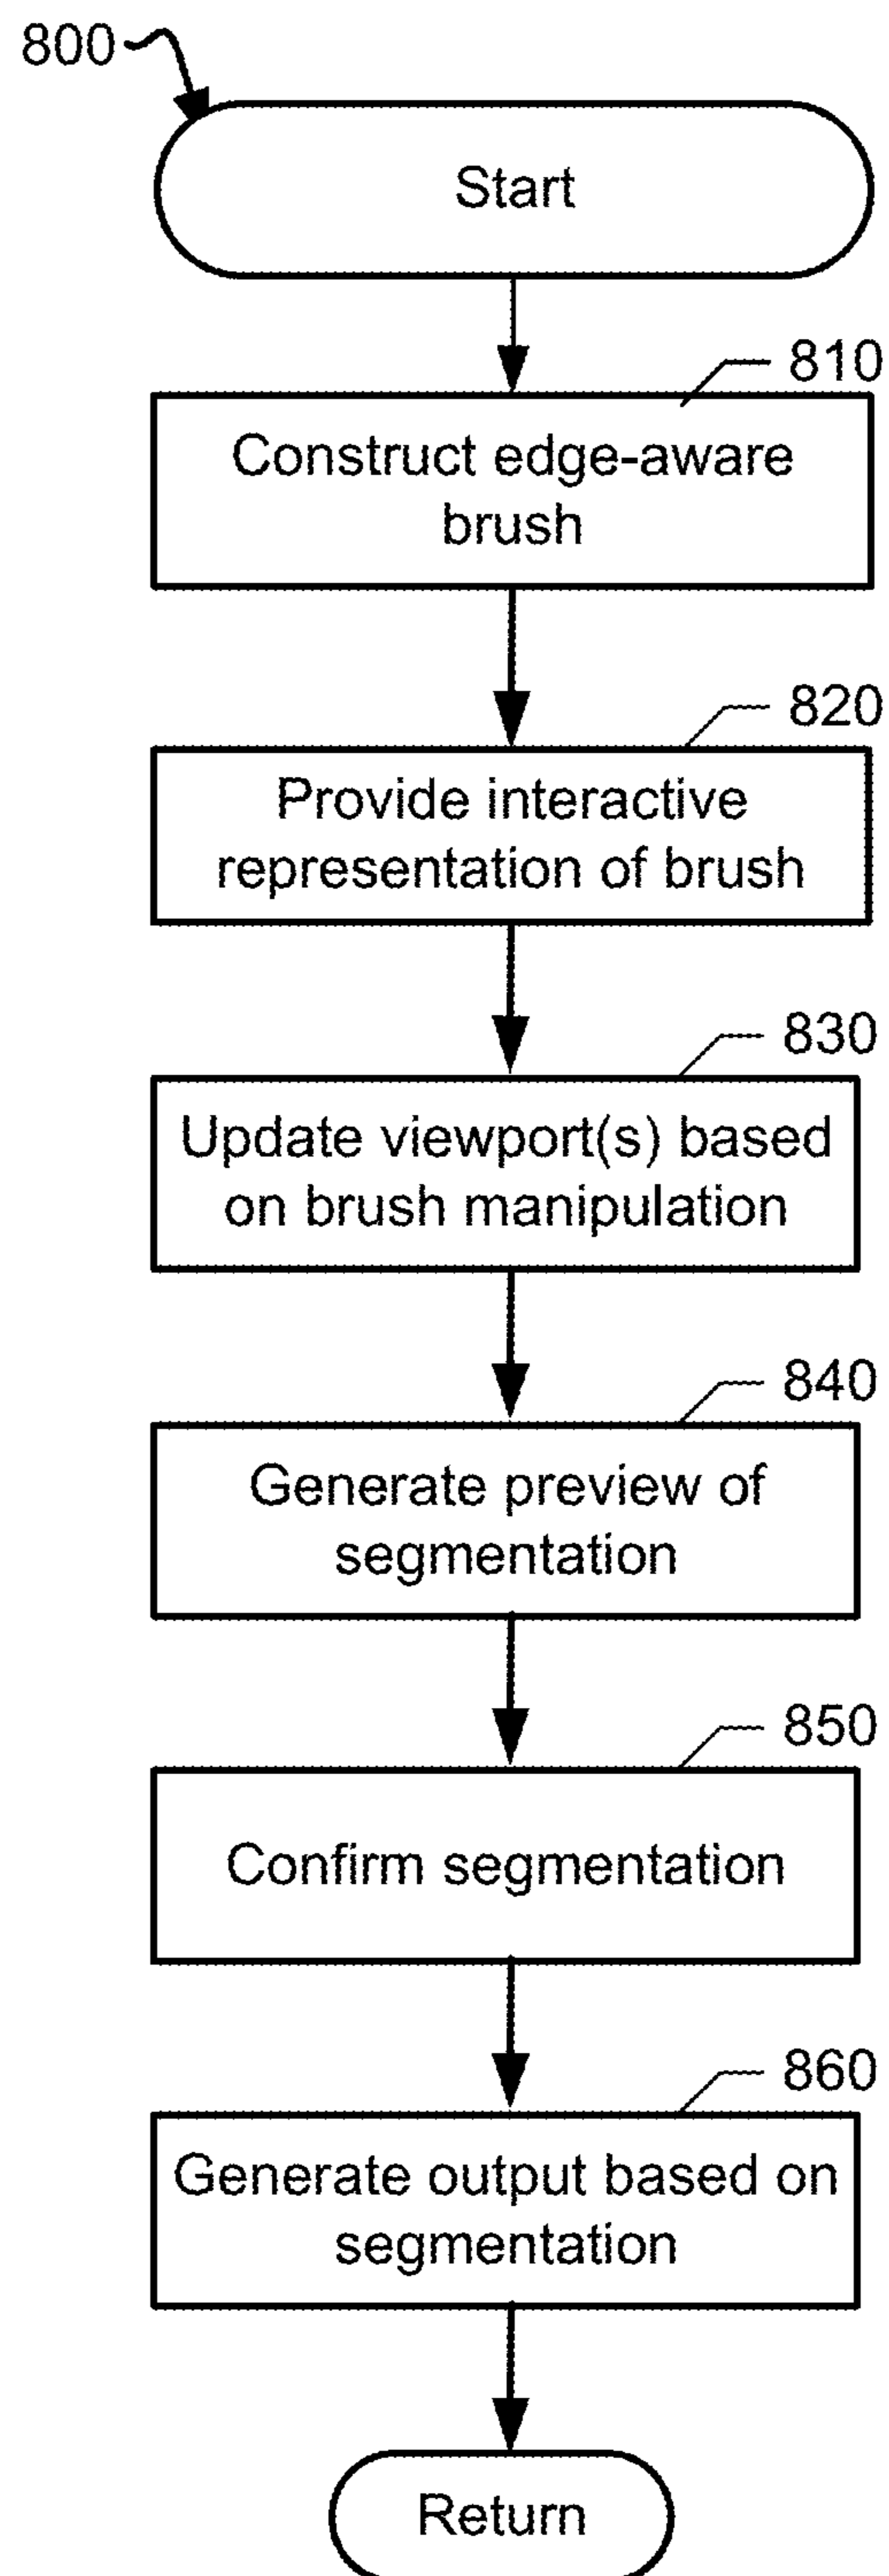 800
Start
810
Construct edge-aware
brush
820
Provide interactive
representation of brush
830
Update viewport(s) based
on brush manipulation
840
Generate preview of
segmentation
850
Confirm segmentation
860
Generate output based on
segmentation
Return